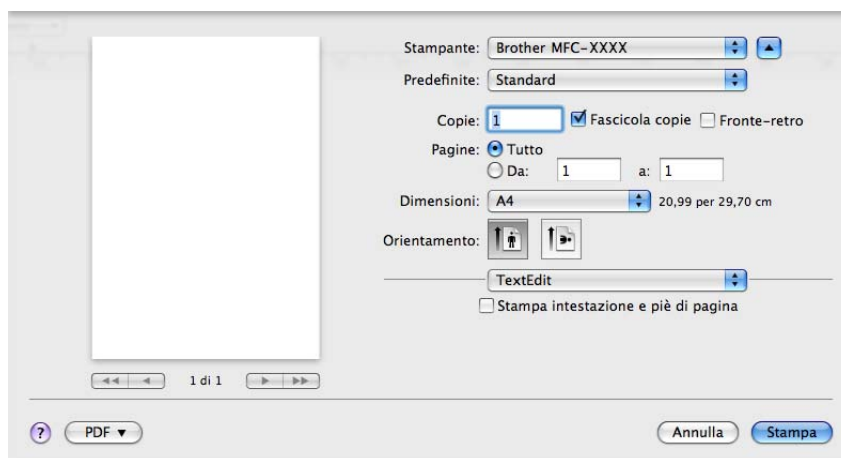 Stampante: Brother MFC-XXXX
Predefinite: Standard
Copie: 1 Fascicola copie Fronte-retro
Pagine: Tutto
Da: 1 a: 1
Dimensioni: A4 20,99 per 29,70 cm
Orientamento:
TextEdit
Stampa intestazione e piè di pagina
1 di 1
? PDF Annulla Stampa